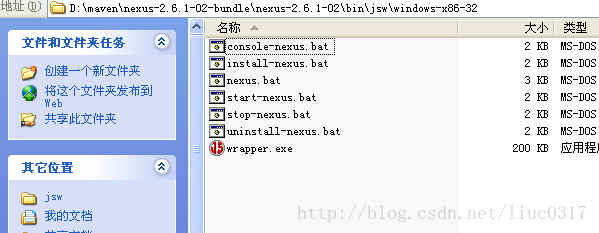 地址(D) D:\maven\nexus-2.6.1-02-bundle\nexus-2.6.1-02\bin\jsw\windows-x86-32
文件和文件夹任务
创建一个新文件夹
将这个文件夹发布到
Web
共享此文件夹
其它位置
jsw
我的文档
共享文档
名称 大小 类型
console-nexus.bat 2 KB MS-DOS
install-nexus.bat 2 KB MS-DOS
nexus.bat 3 KB MS-DOS
start-nexus.bat 2 KB MS-DOS
stop-nexus.bat 2 KB MS-DOS
uninstall-nexus.bat 2 KB MS-DOS
wrapper.exe 200 KB 应用程
http://blog.csdn.net/liuc0317